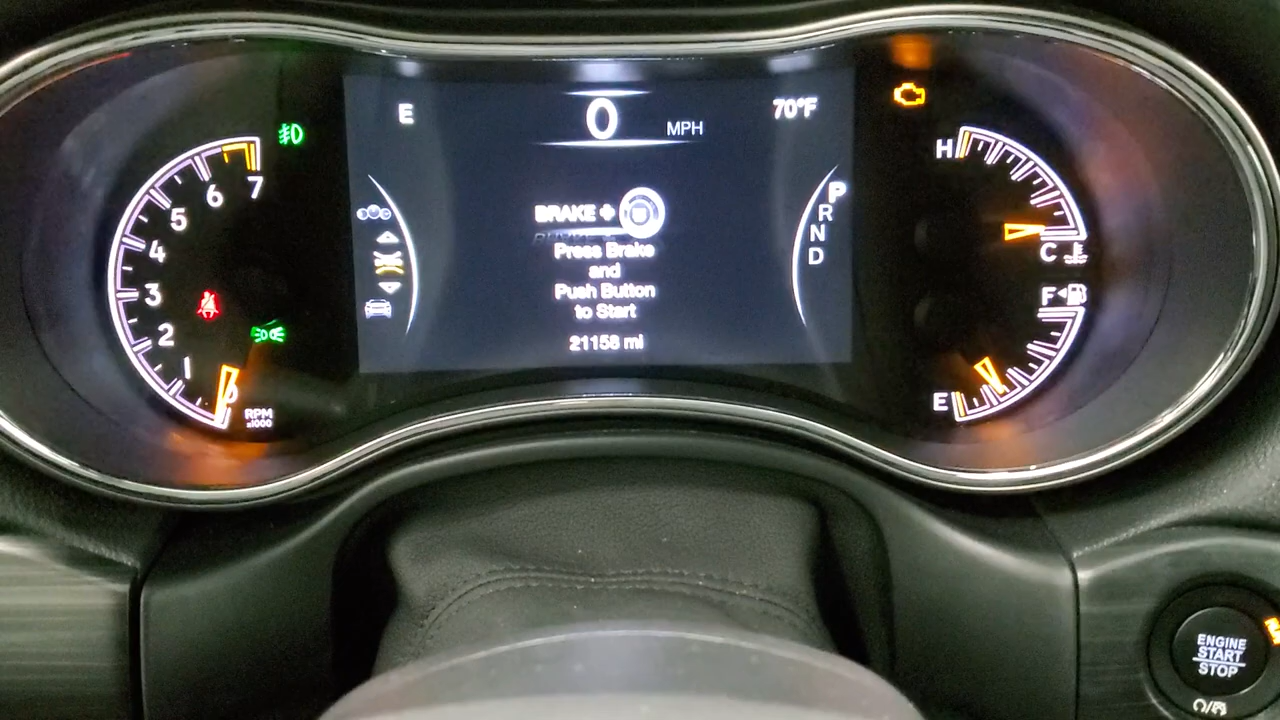 E
0
MPH
70°F
BRAKE +
Press Brake
and
Push Button
to Start
21158 mi
P
R
N
D
7
6
5
4
3
2
1
0
RPM
x1000
H
C
F
E
ENGINE
START
STOP